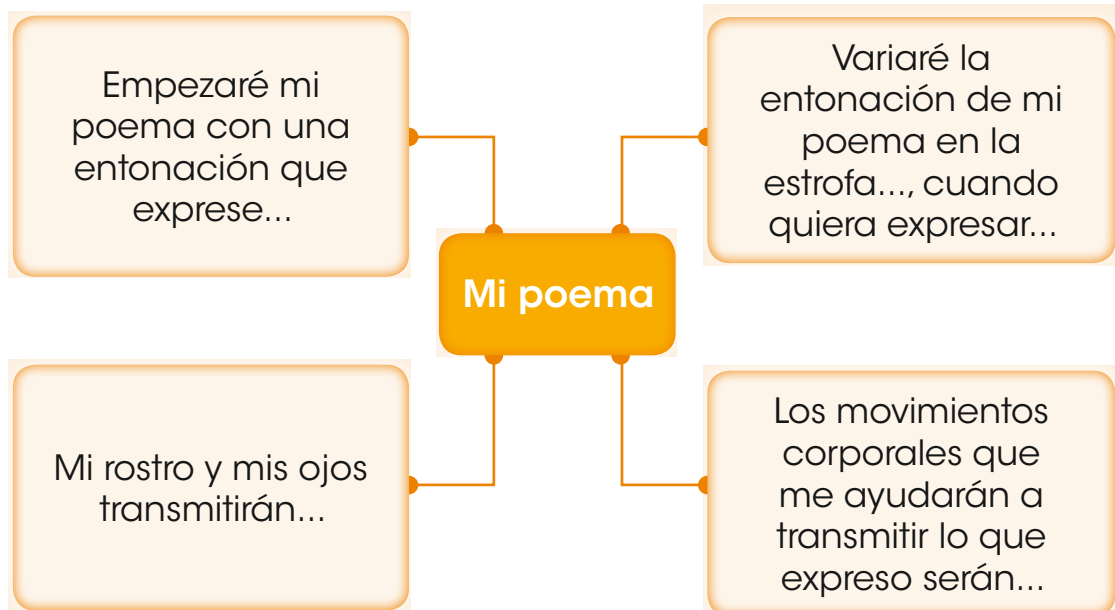 Empezaré mi
poema con una
entonación que
exprese...
Variaré la
entonación de mi
poema en la
estrofa..., cuando
quiera expresar...
Mi poema
Mi rostro y mis ojos
transmitirán...
Los movimientos
corporales que
me ayudarán a
transmitir lo que
expreso serán...